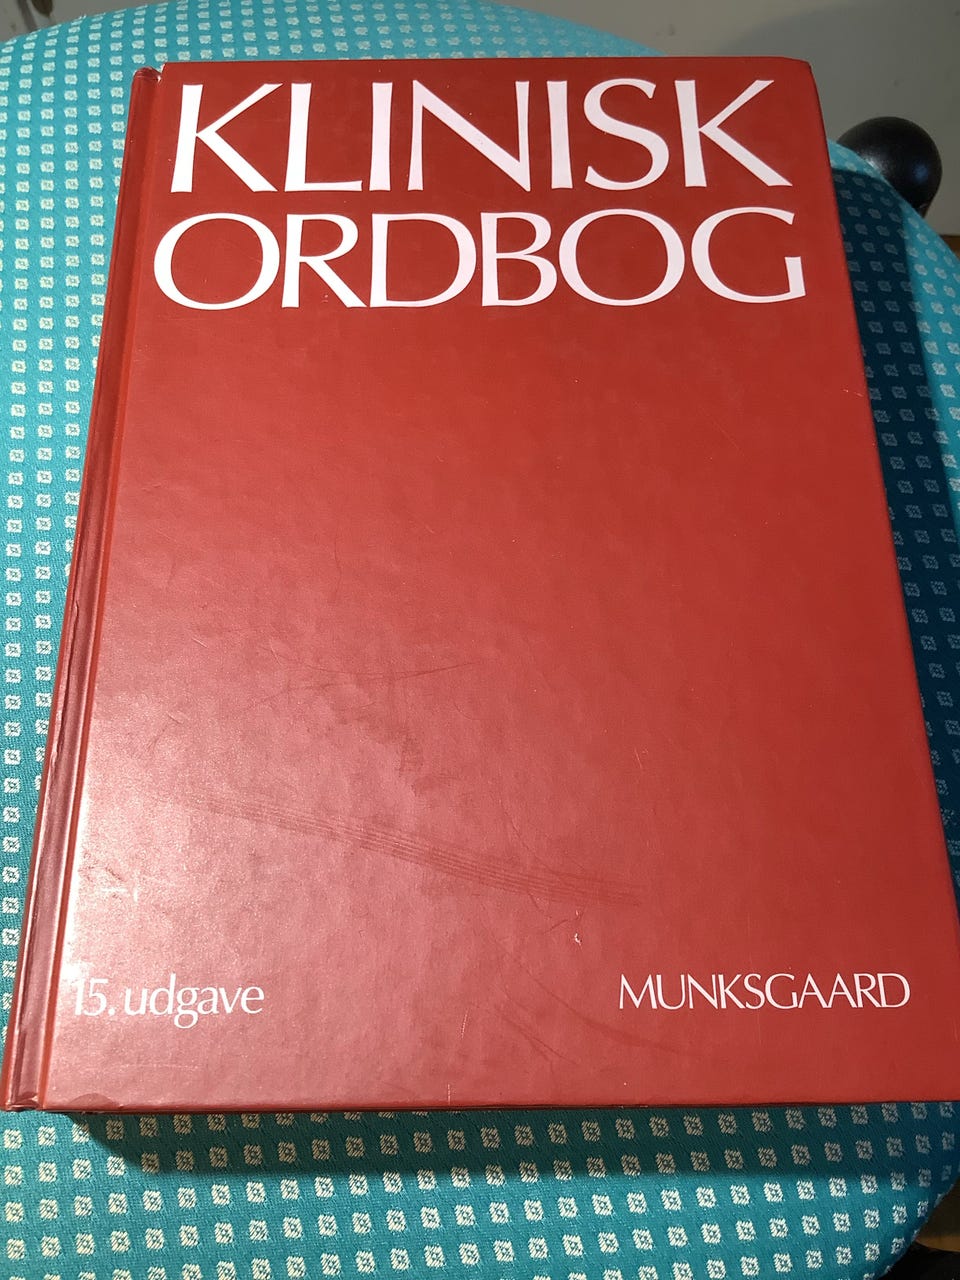 KLINISK
ORDBOG
15. udgave
MUNKSGAARD